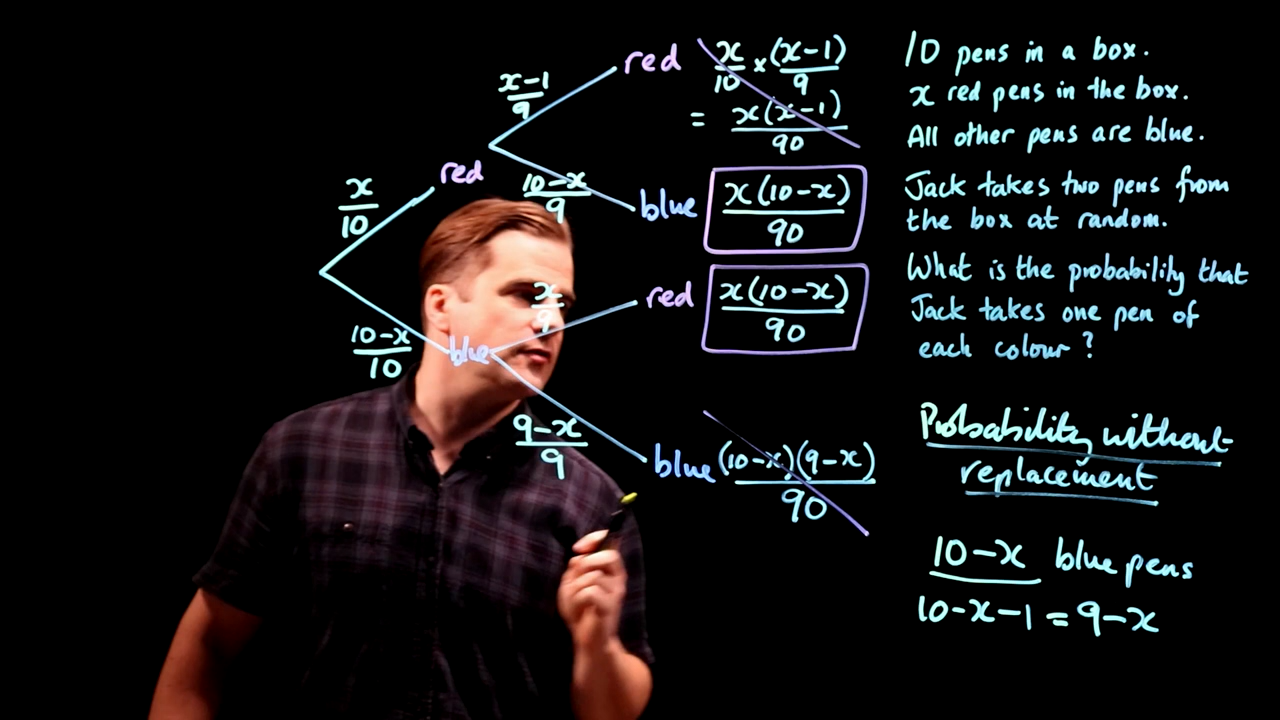 x-1/9
red
x/10 × (x-1)/9
= x(x-1)/90
x/10
red
10-x/9
blue
x(10-x)/90
10-x/10
blue
x/9
red
x(10-x)/90
9-x/9
blue
(10-x)(9-x)/90
10 pens in a box.
x red pens in the box.
All other pens are blue.
Jack takes two pens from
the box at random.
What is the probability that
Jack takes one pen of
each colour?
Probability without
replacement
10-x blue pens
10-x-1=9-x